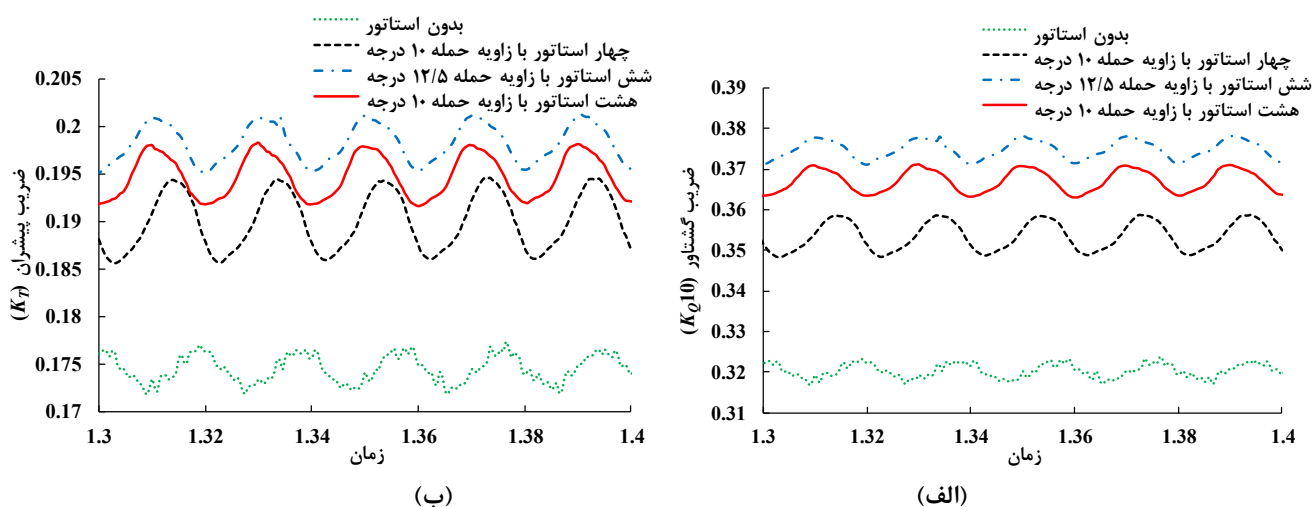 بدون استاتور
چهار استاتور با زاویه حمله ۱۰ درجه
شش استاتور با زاویه حمله ۱۲/۵ درجه
هشت استاتور با زاویه حمله ۱۰ درجه
0.39
0.38
0.37
0.36
0.35
0.34
0.33
0.32
0.31
ضریب گشتاور (K_Q10)
1.3 1.32 1.34 1.36 1.38 1.4
زمان
(الف)
بدون استاتور
چهار استاتور با زاویه حمله ۱۰ درجه
شش استاتور با زاویه حمله ۱۲/۵ درجه
هشت استاتور با زاویه حمله ۱۰ درجه
0.205
0.2
0.195
0.19
0.185
0.18
0.175
0.17
ضریب پیشران (K_T)
1.3 1.32 1.34 1.36 1.38 1.4
زمان
(ب)